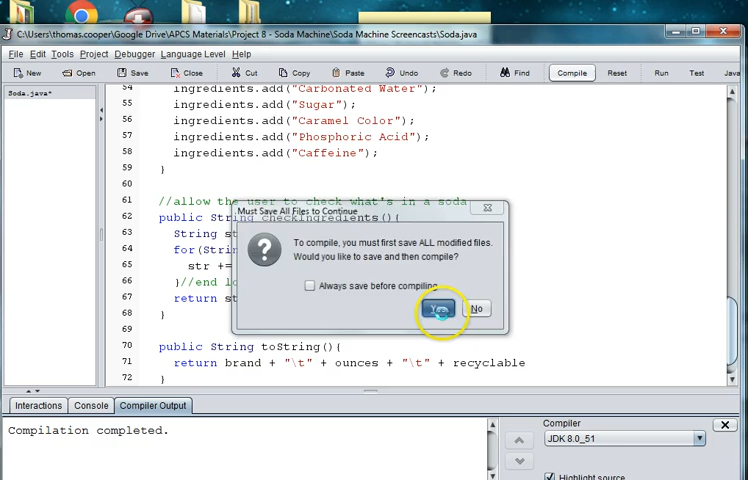 C:\Users\thomas.cooper\Google Drive\APCS Materials\Project 8 - Soda Machine\Soda Machine Screencasts\Soda.java
File Edit Tools Project Debugger Language Level Help
New Open Save Close Cut Copy Paste Undo Redo Find Compile Reset Run Test Java
Soda.java*
54 ingredients.add("Carbonated Water");
55 ingredients.add("Sugar");
56 ingredients.add("Caramel Color");
57 ingredients.add("Phosphoric Acid");
58 ingredients.add("Caffeine");
59 }
60
61 //allow the user to check what's in a soda
62 public String checkIngredients(){
63 String st
64 for(Strin
65 str +=
66 }//end lo
67 return st
68 }
69
70 public String toString(){
71 return brand + "\t" + ounces + "\t" + recyclable
72 }
Must Save All Files to Continue
To compile, you must first save ALL modified files.
Would you like to save and then compile?
Always save before compiling
Yes No
Interactions Console Compiler Output
Compilation completed.
Compiler
JDK 8.0_51
Highlight source